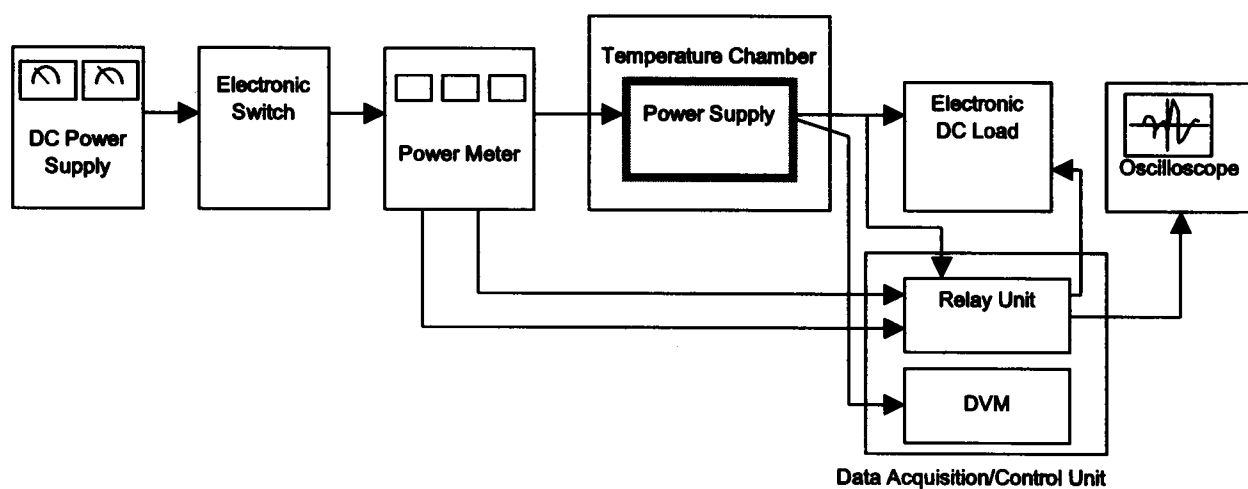 DC Power
Supply
Electronic
Switch
Power Meter
Temperature Chamber
Power Supply
Electronic
DC Load
Oscilloscope
Relay Unit
DVM
Data Acquisition/Control Unit